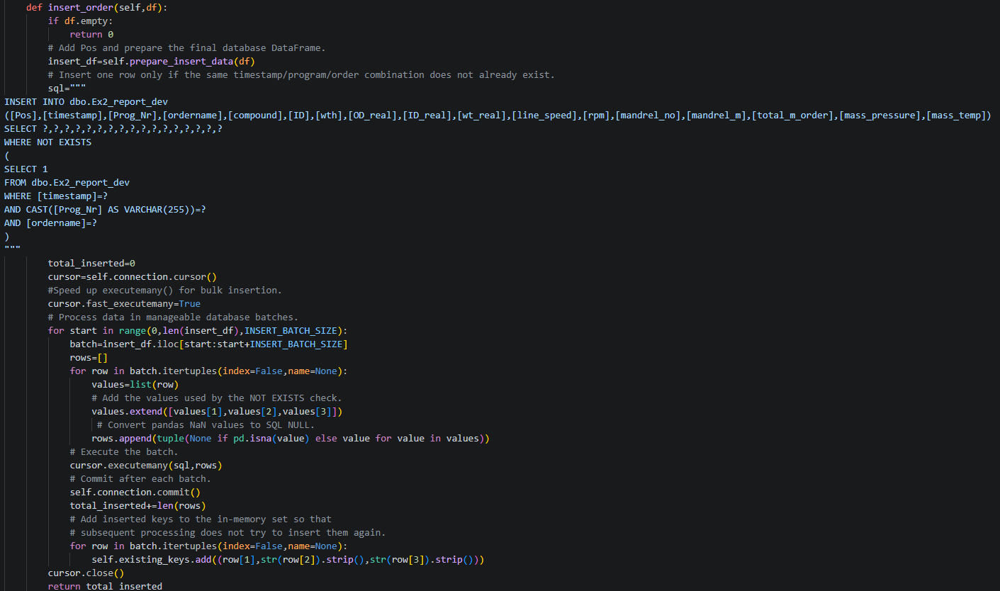 def insert_order(self,df):
if df.empty:
return 0
# Add Pos and prepare the final database DataFrame.
insert_df=self.prepare_insert_data(df)
# Insert one row only if the same timestamp/program/order combination does not already exist.
sql="""
INSERT INTO dbo.Ex2_report_dev
([Pos],[timestamp],[Prog_Nr],[ordername],[compound],[ID],[wth],[OD_real],[ID_real],[wt_real],[line_speed],[rpm],[mandrel_no],[mandrel_m],[total_m_order],[mass_pressure],[mass_temp])
SELECT ?,?,?,?,?,?,?,?,?,?,?,?,?,?,?,?,?
WHERE NOT EXISTS
(
SELECT 1
FROM dbo.Ex2_report_dev
WHERE [timestamp]=?
AND CAST([Prog_Nr] AS VARCHAR(255))=?
AND [ordername]=?
)
"""
total_inserted=0
cursor=self.connection.cursor()
#Speed up executemany() for bulk insertion.
cursor.fast_executemany=True
# Process data in manageable database batches.
for start in range(0,len(insert_df),INSERT_BATCH_SIZE):
batch=insert_df.iloc[start:start+INSERT_BATCH_SIZE]
rows=[]
for row in batch.itertuples(index=False,name=None):
values=list(row)
# Add the values used by the NOT EXISTS check.
values.extend([values[1],values[2],values[3]])
# Convert pandas NaN values to SQL NULL.
rows.append(tuple(None if pd.isna(value) else value for value in values))
# Execute the batch.
cursor.executemany(sql,rows)
# Commit after each batch.
self.connection.commit()
total_inserted+=len(rows)
# Add inserted keys to the in-memory set so that
# subsequent processing does not try to insert them again.
for row in batch.itertuples(index=False,name=None):
self.existing_keys.add((row[1],str(row[2]).strip(),str(row[3]).strip()))
cursor.close()
return total_inserted